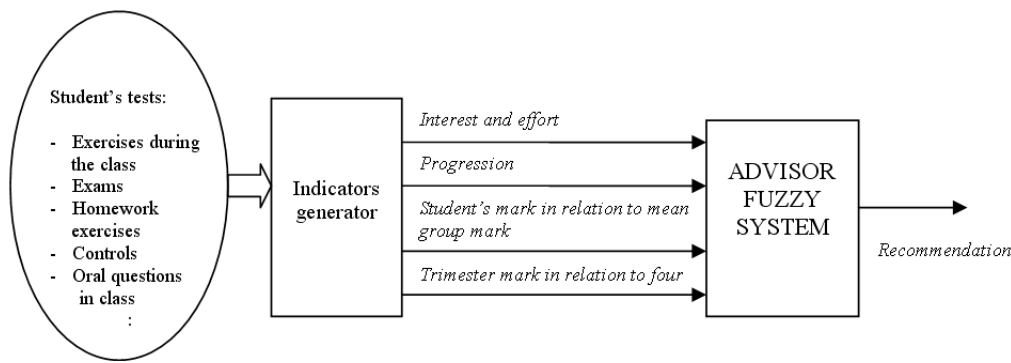 Student's tests:
- Exercises during
the class
- Exams
- Homework
exercises
- Controls
- Oral questions
in class
:
Indicators
generator
Interest and effort
Progression
Student's mark in relation to mean
group mark
Trimester mark in relation to four
ADVISOR
FUZZY
SYSTEM
Recommendation